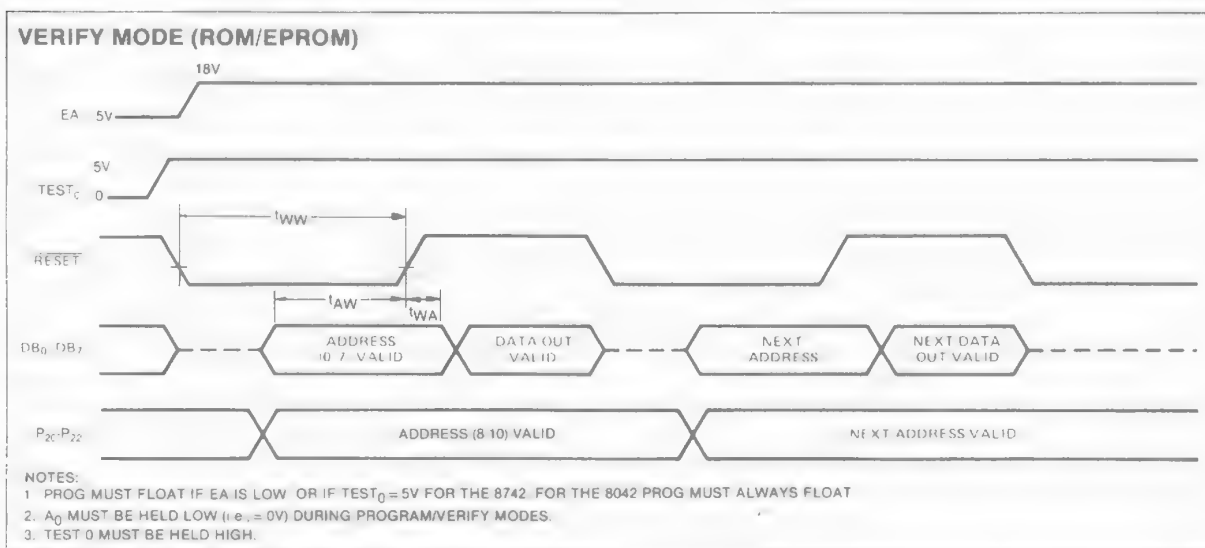 VERIFY MODE (ROM/EPROM)
18V
EA 5V
5V
TEST0 0
tWW
RESET
tAW
tWA
DB0-DB7
ADDRESS
(0-7) VALID
DATA OUT
VALID
NEXT
ADDRESS
NEXT DATA
OUT VALID
P20-P22
ADDRESS (8-10) VALID
NEXT ADDRESS VALID
NOTES:
1 PROG MUST FLOAT IF EA IS LOW OR IF TEST0 = 5V FOR THE 8742 FOR THE 8042 PROG MUST ALWAYS FLOAT
2. A0 MUST BE HELD LOW (i e , = 0V) DURING PROGRAM/VERIFY MODES.
3. TEST 0 MUST BE HELD HIGH.